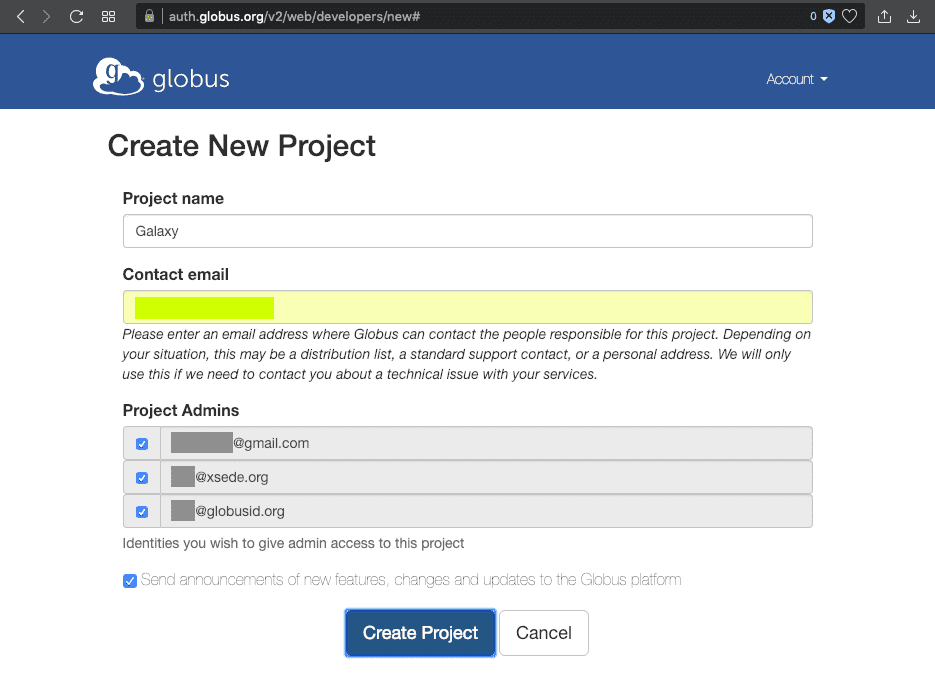 auth.globus.org/v2/web/developers/new#
0
g globus
Account
Create New Project
Project name
Galaxy
Contact email
Please enter an email address where Globus can contact the people responsible for this project. Depending on
your situation, this may be a distribution list, a standard support contact, or a personal address. We will only
use this if we need to contact you about a technical issue with your services.
Project Admins
@gmail.com
@xsede.org
@globusid.org
Identities you wish to give admin access to this project
Send announcements of new features, changes and updates to the Globus platform
Create Project
Cancel